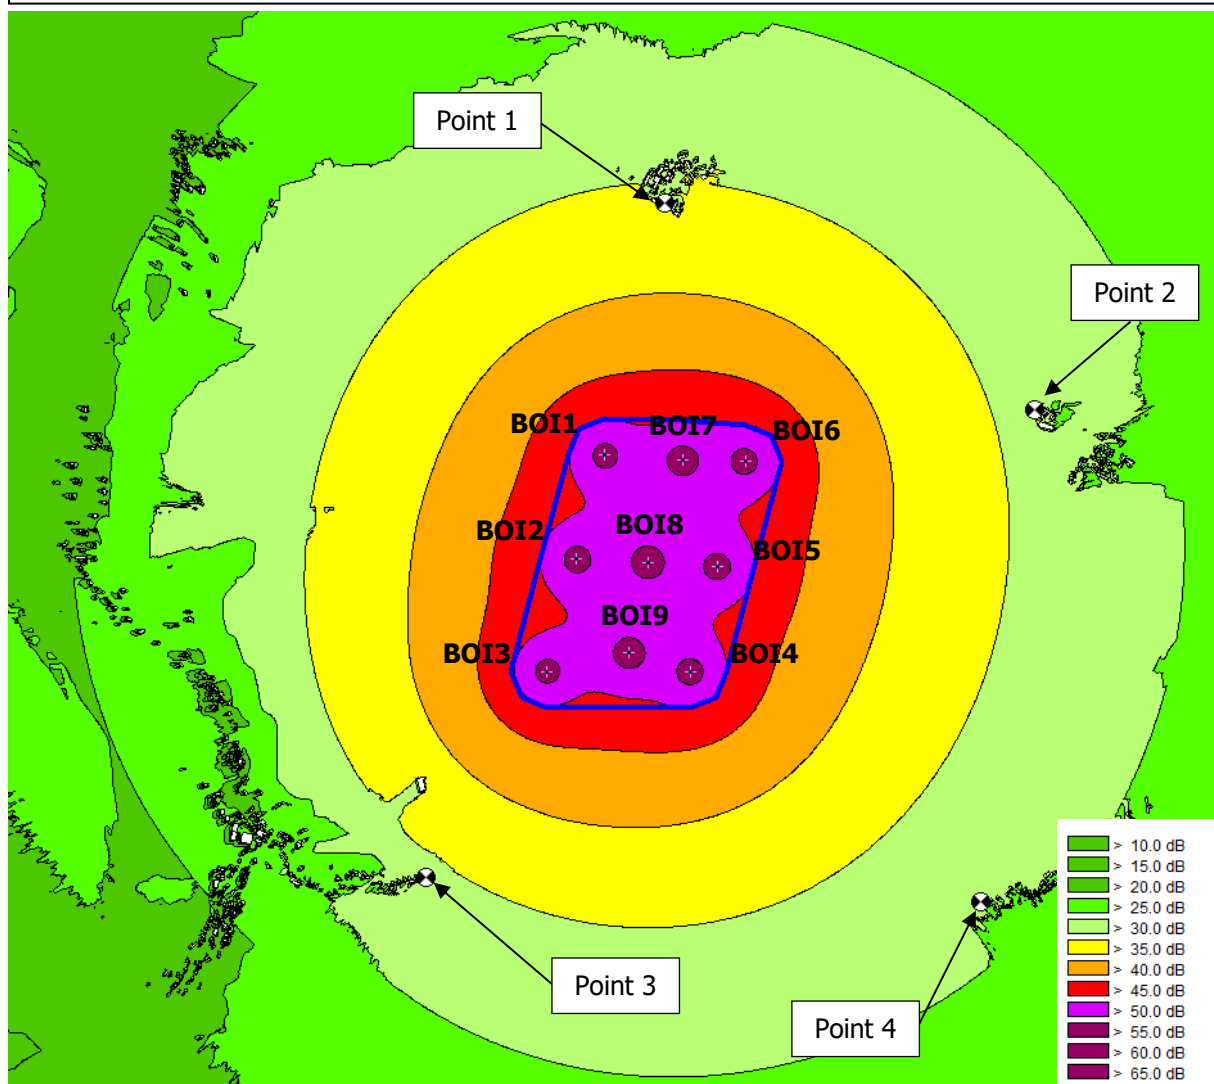 Point 1
Point 2
BOI1
BOI7
BOI6
BOI2
BOI8
BOI5
BOI9
BOI3
BOI4
Point 3
Point 4
> 10.0 dB
> 15.0 dB
> 20.0 dB
> 25.0 dB
> 30.0 dB
> 35.0 dB
> 40.0 dB
> 45.0 dB
> 50.0 dB
> 55.0 dB
> 60.0 dB
> 65.0 dB